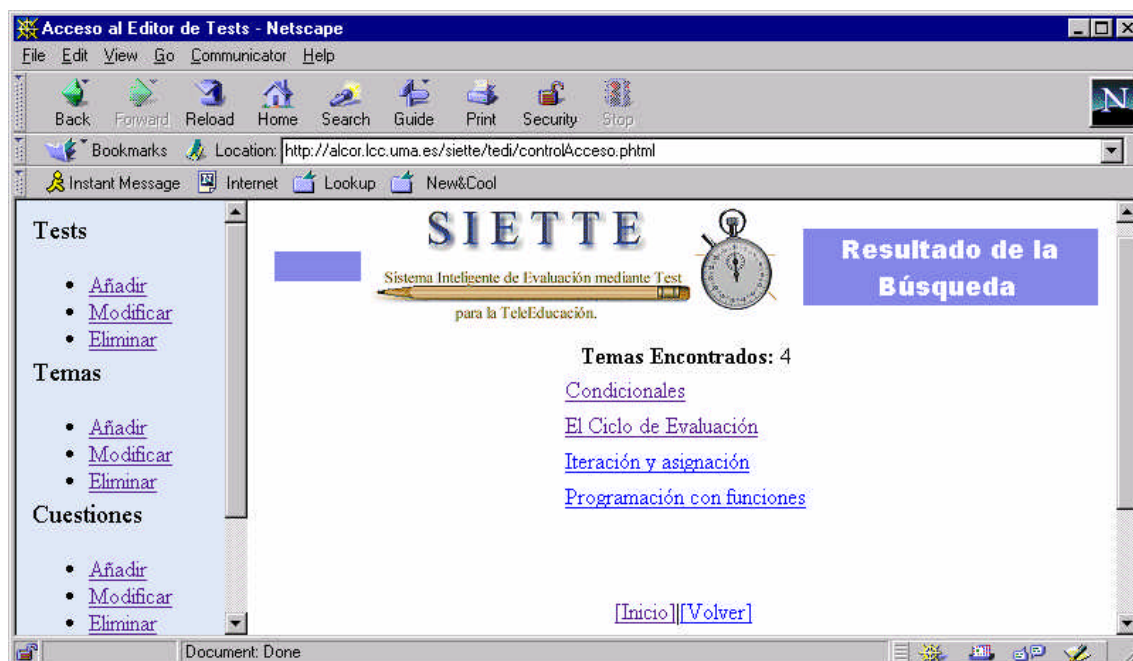 Acceso al Editor de Tests - Netscape
File Edit View Go Communicator Help
Back Forward Reload Home Search Guide Print Security Stop
N
Bookmarks Location: http://alcor.lcc.uma.es/siette/tedi/controlAcceso.phtml
Instant Message Internet Lookup New&Cool
Tests
Añadir
Modificar
Eliminar
Temas
Añadir
Modificar
Eliminar
Cuestiones
Añadir
Modificar
Eliminar
SIETTE
Sistema Inteligente de Evaluación mediante Test
para la TeleEducación.
Resultado de la
Búsqueda
Temas Encontrados: 4
Condicionales
El Ciclo de Evaluación
Iteración y asignación
Programación con funciones
[Inicio]|[Volver]
Document: Done